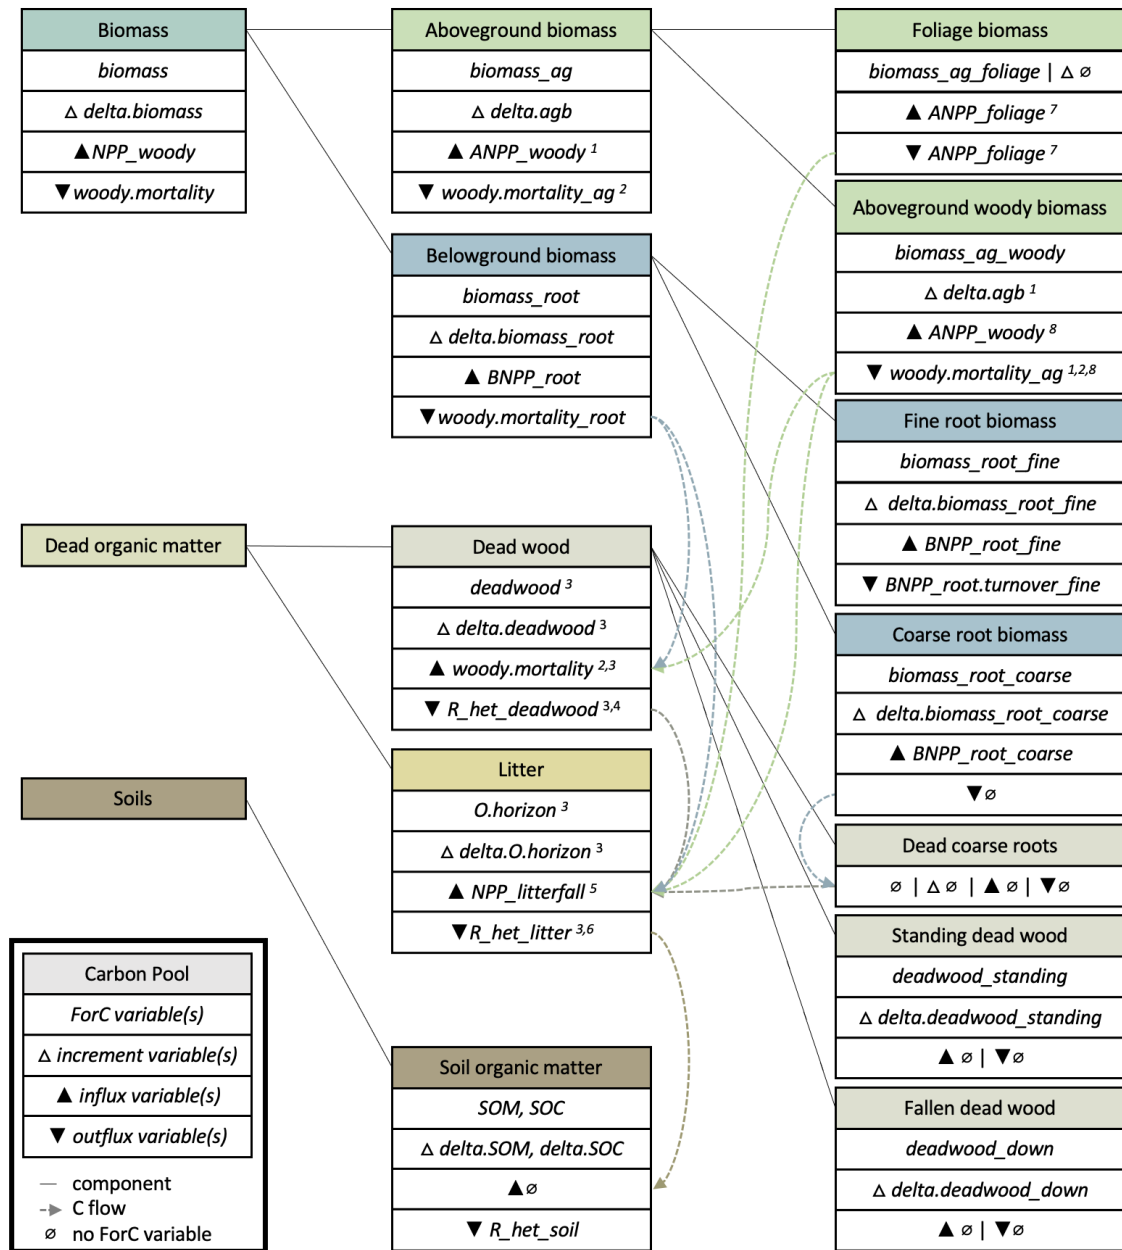 Biomass
biomass
△ delta.biomass
▲NPP_woody
▼woody.mortality
Aboveground biomass
biomass_ag
△ delta.agb
▲ ANPP_woody 1
▼ woody.mortality_ag 2
Belowground biomass
biomass_root
△ delta.biomass_root
▲ BNPP_root
▼woody.mortality_root
Foliage biomass
biomass_ag_foliage | △ ∅
▲ ANPP_foliage 7
▼ ANPP_foliage 7
Aboveground woody biomass
biomass_ag_woody
△ delta.agb 1
▲ ANPP_woody 8
▼ woody.mortality_ag 1,2,8
Fine root biomass
biomass_root_fine
△ delta.biomass_root_fine
▲ BNPP_root_fine
▼ BNPP_root.turnover_fine
Coarse root biomass
biomass_root_coarse
△ delta.biomass_root_coarse
▲ BNPP_root_coarse
▼∅
Dead organic matter
Dead wood
deadwood 3
△ delta.deadwood 3
▲ woody.mortality 2,3
▼ R_het_deadwood 3,4
Litter
O.horizon 3
△ delta.O.horizon 3
▲ NPP_litterfall 5
▼R_het_litter 3,6
Dead coarse roots
∅ | △ ∅ | ▲ ∅ | ▼∅
Standing dead wood
deadwood_standing
△ delta.deadwood_standing
▲ ∅ | ▼∅
Fallen dead wood
deadwood_down
△ delta.deadwood_down
▲ ∅ | ▼∅
Soils
Soil organic matter
SOM, SOC
△ delta.SOM, delta.SOC
▲∅
▼ R_het_soil
Carbon Pool
ForC variable(s)
△ increment variable(s)
▲ influx variable(s)
▼ outflux variable(s)
component
C flow
∅ no ForC variable